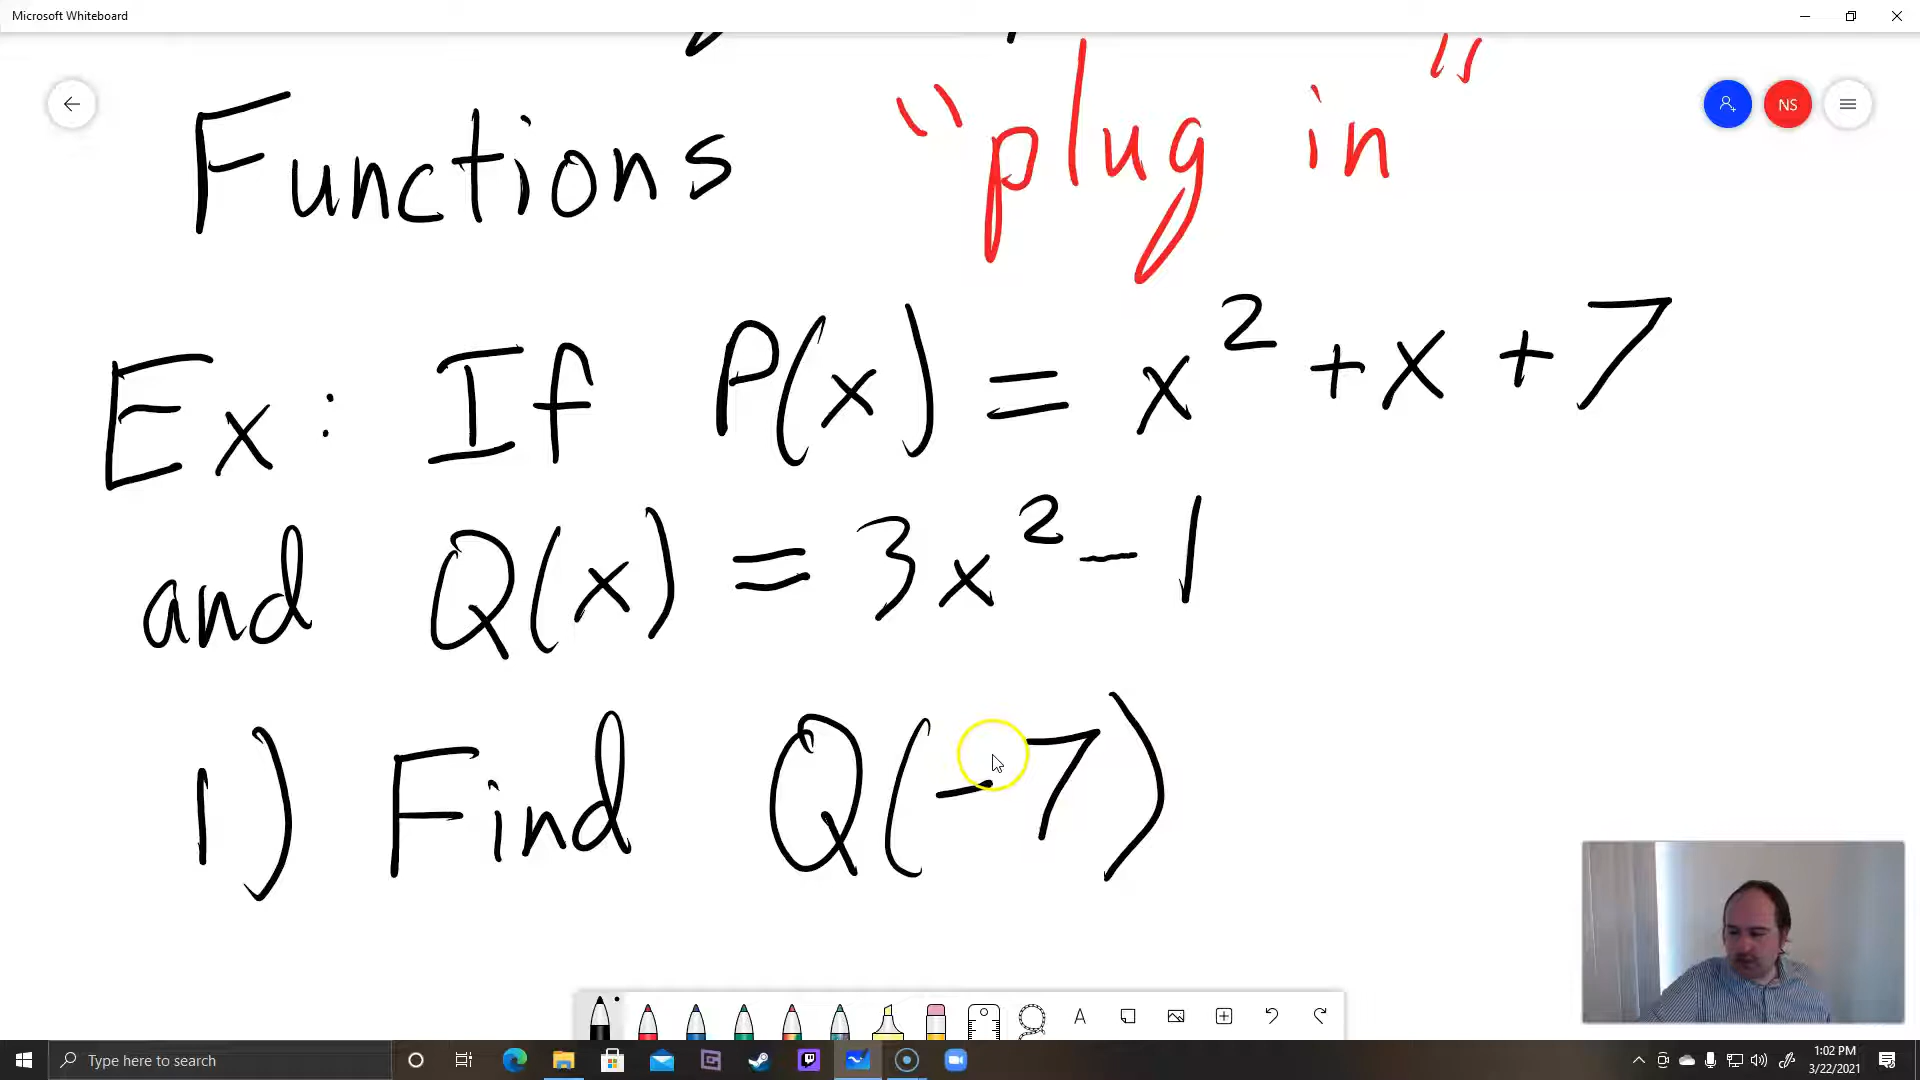 Microsoft Whiteboard
Functions "plug in"
NS
Ex: If P(x) = x² + x + 7
and Q(x) = 3x² - 1
1) Find Q(-7)
A
Type here to search
1:02 PM
3/22/2021